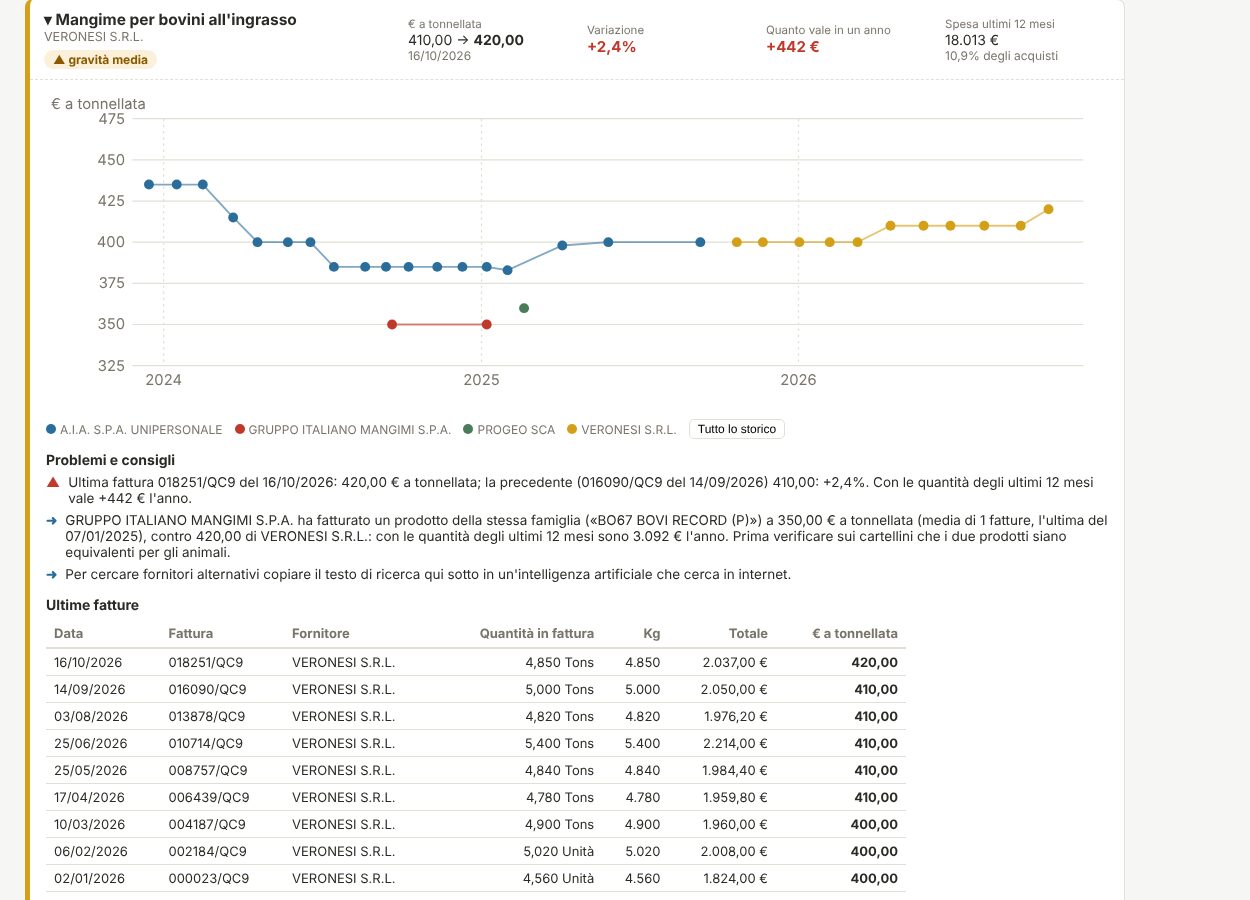 ▾ Mangime per bovini all'ingrasso
VERONESI S.R.L.
▲ gravità media
€ a tonnellata
410,00 → 420,00
16/10/2026
Variazione
+2,4%
Quanto vale in un anno
+442 €
Spesa ultimi 12 mesi
18.013 €
10,9% degli acquisti
€ a tonnellata
475
450
425
400
375
350
325
2024 2025 2026
A.I.A. S.P.A. UNIPERSONALE GRUPPO ITALIANO MANGIMI S.P.A. PROGEO SCA VERONESI S.R.L. Tutto lo storico
Problemi e consigli
▲ Ultima fattura 018251/QC9 del 16/10/2026: 420,00 € a tonnellata; la precedente (016090/QC9 del 14/09/2026) 410,00: +2,4%. Con le quantità degli ultimi 12 mesi
vale +442 € l'anno.
➜ GRUPPO ITALIANO MANGIMI S.P.A. ha fatturato un prodotto della stessa famiglia («BO67 BOVI RECORD (P)») a 350,00 € a tonnellata (media di 1 fatture, l'ultima del
07/01/2025), contro 420,00 di VERONESI S.R.L.: con le quantità degli ultimi 12 mesi sono 3.092 € l'anno. Prima verificare sui cartellini che i due prodotti siano
equivalenti per gli animali.
➜ Per cercare fornitori alternativi copiare il testo di ricerca qui sotto in un'intelligenza artificiale che cerca in internet.
Ultime fatture
Data Fattura Fornitore Quantità in fattura Kg Totale € a tonnellata
16/10/2026 018251/QC9 VERONESI S.R.L. 4,850 Tons 4.850 2.037,00 € 420,00
14/09/2026 016090/QC9 VERONESI S.R.L. 5,000 Tons 5.000 2.050,00 € 410,00
03/08/2026 013878/QC9 VERONESI S.R.L. 4,820 Tons 4.820 1.976,20 € 410,00
25/06/2026 010714/QC9 VERONESI S.R.L. 5,400 Tons 5.400 2.214,00 € 410,00
25/05/2026 008757/QC9 VERONESI S.R.L. 4,840 Tons 4.840 1.984,40 € 410,00
17/04/2026 006439/QC9 VERONESI S.R.L. 4,780 Tons 4.780 1.959,80 € 410,00
10/03/2026 004187/QC9 VERONESI S.R.L. 4,900 Tons 4.900 1.960,00 € 400,00
06/02/2026 002184/QC9 VERONESI S.R.L. 5,020 Unità 5.020 2.008,00 € 400,00
02/01/2026 000023/QC9 VERONESI S.R.L. 4,560 Unità 4.560 1.824,00 € 400,00